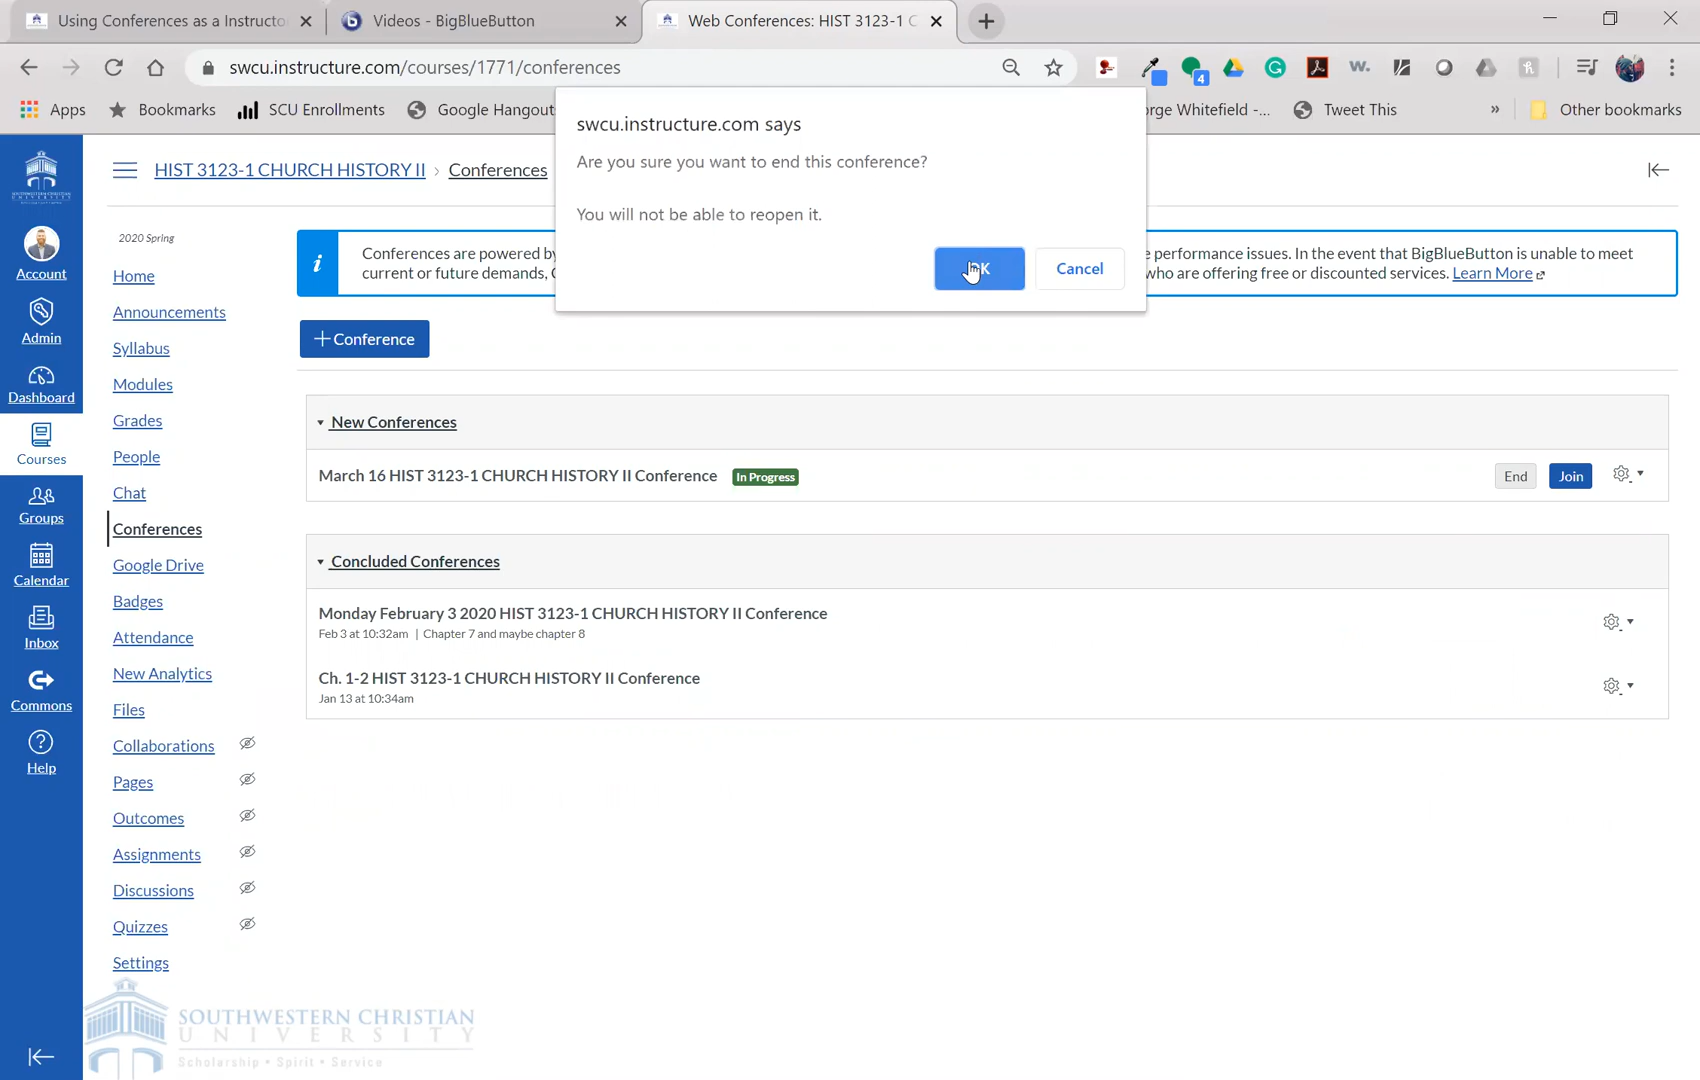 Using Conferences as a Instructo
Videos - BigBlueButton
Web Conferences: HIST 3123-1 C
swcu.instructure.com/courses/1771/conferences
4
Apps
Bookmarks
SCU Enrollments
Google Hangout
rge Whitefield -...
Tweet This
»
Other bookmarks
swcu.instructure.com says
Are you sure you want to end this conference?
You will not be able to reopen it.
OK
Cancel
HIST 3123-1 CHURCH HISTORY II › Conferences
Conferences are powered by
performance issues. In the event that BigBlueButton is unable to meet
current or future demands,
who are offering free or discounted services. Learn More
+ Conference
New Conferences
March 16 HIST 3123-1 CHURCH HISTORY II Conference In Progress
End
Join
Concluded Conferences
Monday February 3 2020 HIST 3123-1 CHURCH HISTORY II Conference
Feb 3 at 10:32am | Chapter 7 and maybe chapter 8
Ch. 1-2 HIST 3123-1 CHURCH HISTORY II Conference
Jan 13 at 10:34am
2020 Spring
Home
Announcements
Syllabus
Modules
Grades
People
Chat
Conferences
Google Drive
Badges
Attendance
New Analytics
Files
Collaborations
Pages
Outcomes
Assignments
Discussions
Quizzes
Settings
Account
Admin
Dashboard
Courses
Groups
Calendar
Inbox
Commons
Help
SOUTHWESTERN CHRISTIAN
UNIVERSITY
Scholarship • Spirit • Service